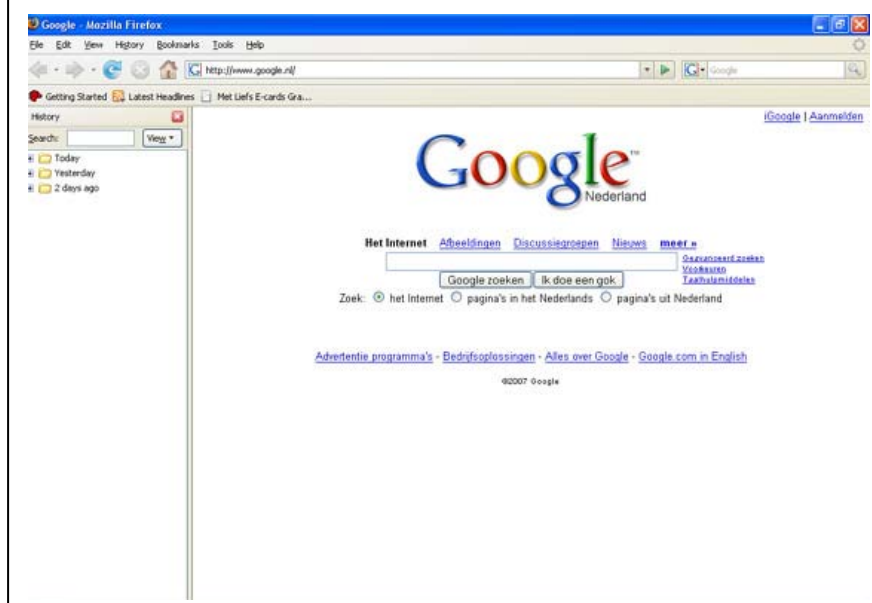 Google - Mozilla Firefox
File Edit View History Bookmarks Tools Help
G http://www.google.nl/ G Google
Getting Started Latest Headlines Met Liefs E-cards Gra...
History
Search: View
Today
Yesterday
2 days ago
iGoogle | Aanmelden
Google™
Nederland
Het Internet Afbeeldingen Discussiegroepen Nieuws meer »
Geavanceerd zoeken
Voorkeuren
Taalhulpmiddelen
Google zoeken Ik doe een gok
Zoek: het Internet pagina's in het Nederlands pagina's uit Nederland
Advertentie programma's - Bedrijfsoplossingen - Alles over Google - Google.com in English
©2007 Google